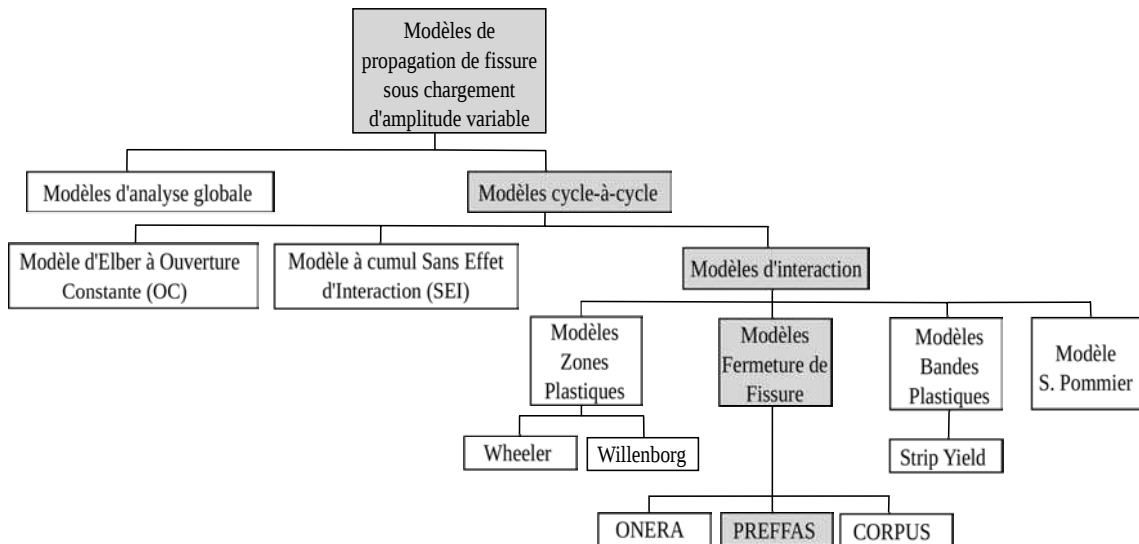 Modèles de
propagation de fissure
sous chargement
d'amplitude variable
Modèles d'analyse globale
Modèles cycle-à-cycle
Modèle d'Elber à Ouverture
Constante (OC)
Modèle à cumul Sans Effet
d'Interaction (SEI)
Modèles d'interaction
Modèles
Zones
Plastiques
Modèles
Fermeture de
Fissure
Modèles
Bandes
Plastiques
Modèle
S. Pommier
Wheeler
Willenborg
Strip Yield
ONERA
PREFFAS
CORPUS